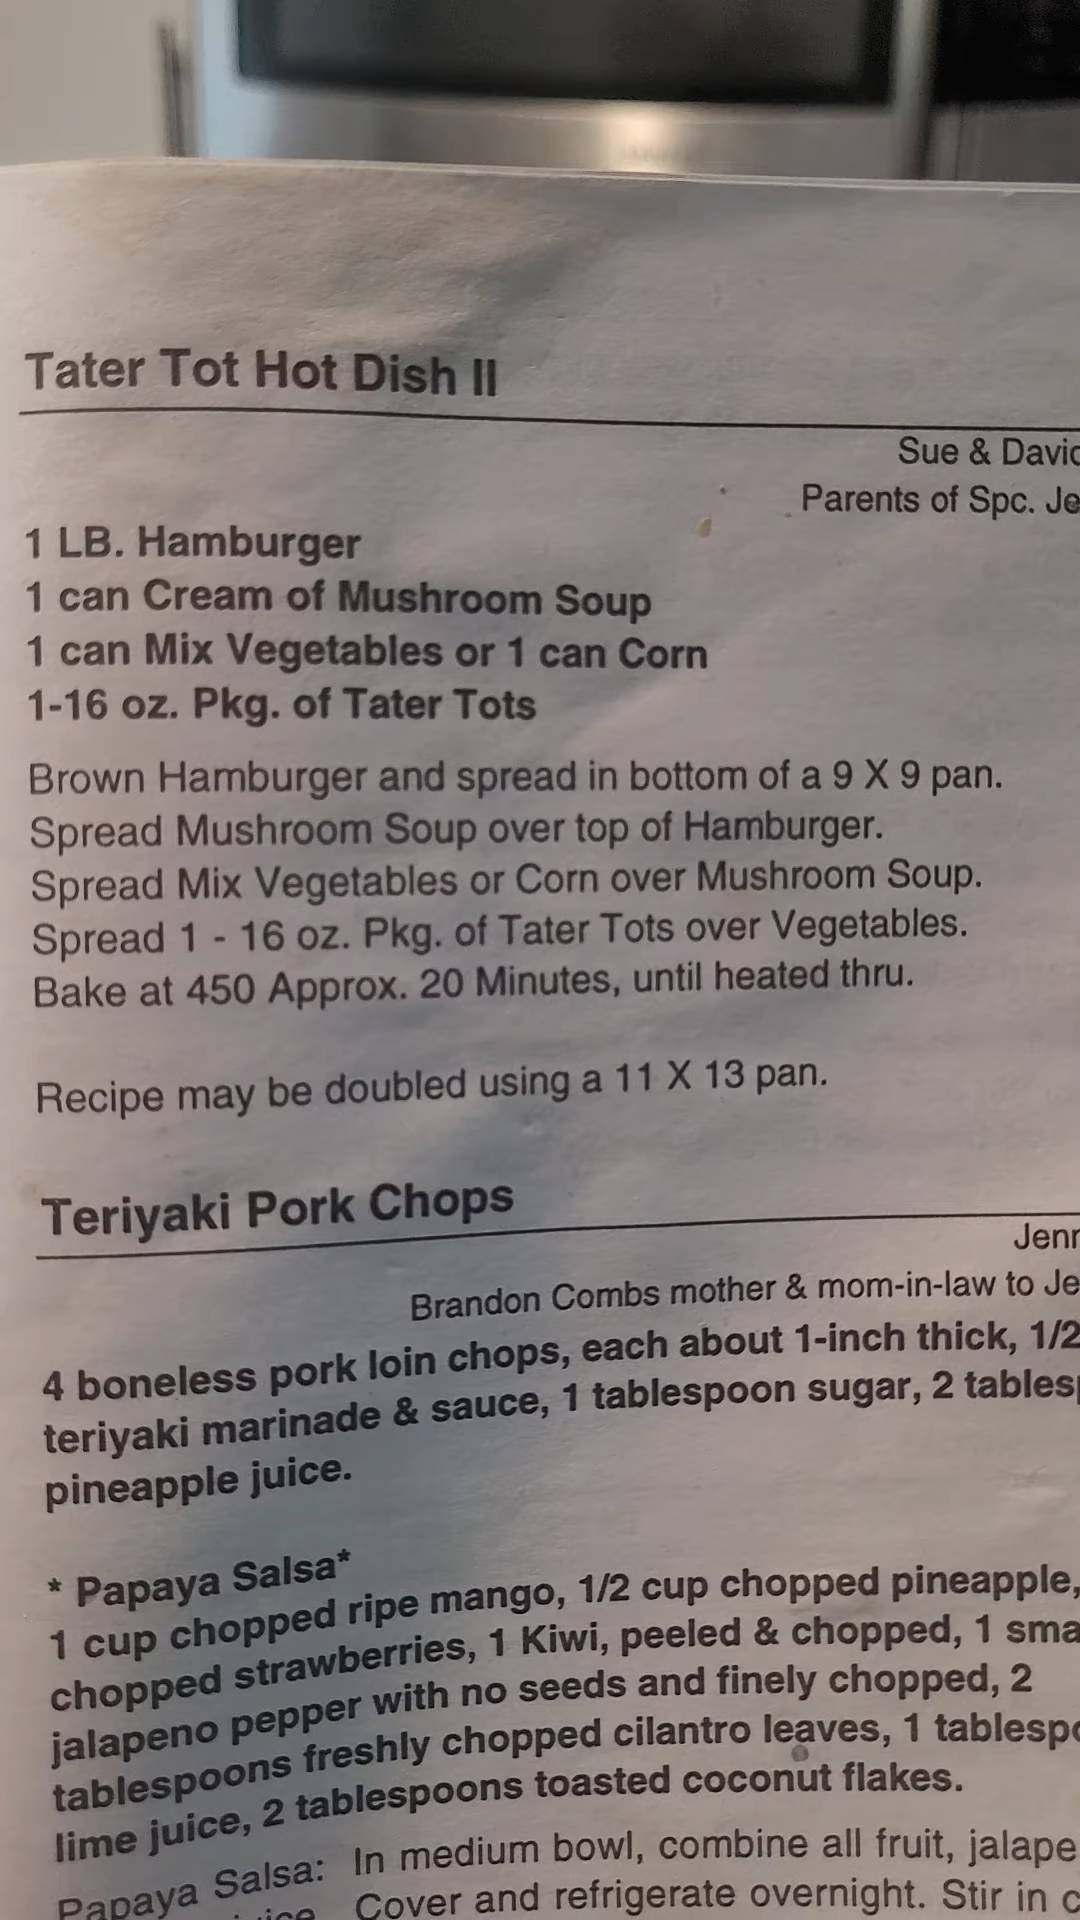 Tater Tot Hot Dish II
Sue & David
Parents of Spc. Je
1 LB. Hamburger
1 can Cream of Mushroom Soup
1 can Mix Vegetables or 1 can Corn
1-16 oz. Pkg. of Tater Tots
Brown Hamburger and spread in bottom of a 9 X 9 pan.
Spread Mushroom Soup over top of Hamburger.
Spread Mix Vegetables or Corn over Mushroom Soup.
Spread 1 - 16 oz. Pkg. of Tater Tots over Vegetables.
Bake at 450 Approx. 20 Minutes, until heated thru.
Recipe may be doubled using a 11 X 13 pan.
Teriyaki Pork Chops
Jenn
Brandon Combs mother & mom-in-law to Je
4 boneless pork loin chops, each about 1-inch thick, 1/2
teriyaki marinade & sauce, 1 tablespoon sugar, 2 tablesp
pineapple juice.
* Papaya Salsa*
1 cup chopped ripe mango, 1/2 cup chopped pineapple,
chopped strawberries, 1 Kiwi, peeled & chopped, 1 sma
jalapeno pepper with no seeds and finely chopped, 2
tablespoons freshly chopped cilantro leaves, 1 tablespo
lime juice, 2 tablespoons toasted coconut flakes.
Papaya Salsa: In medium bowl, combine all fruit, jalape
Cover and refrigerate overnight. Stir in c